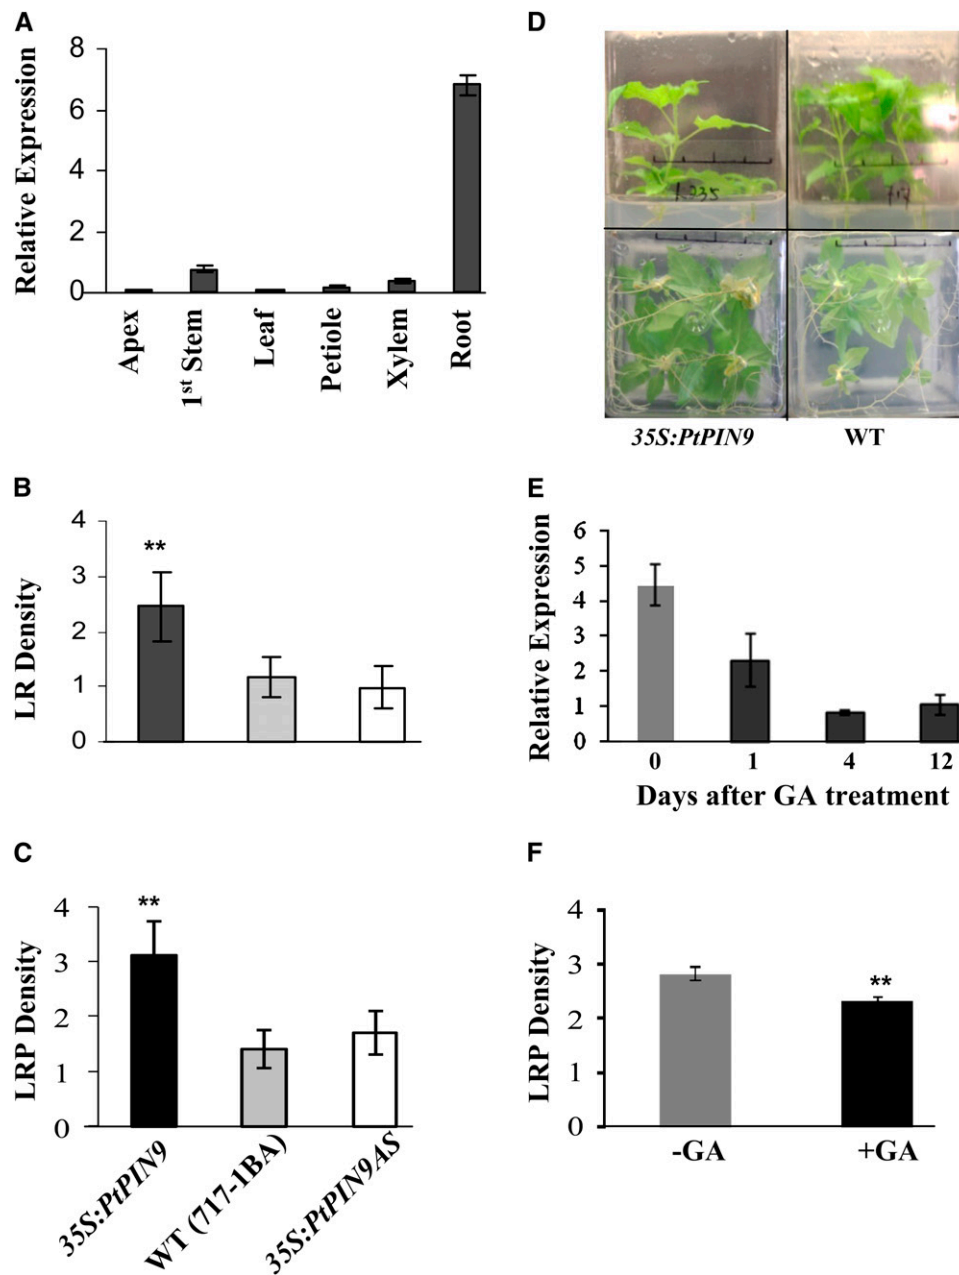 A
8
6
4
2
0
Relative Expression
Apex
1st Stem
Leaf
Petiole
Xylem
Root
B
4
3
2
1
0
LR Density
**
C
4
3
2
1
0
LRP Density
**
35S:PtPIN9
WT (717-1BA)
35S:PtPIN9AS
D
717
35S:PtPIN9
WT
E
6
5
4
3
2
1
0
Relative Expression
0
1
4
12
Days after GA treatment
F
4
3
2
1
0
LRP Density
**
-GA
+GA